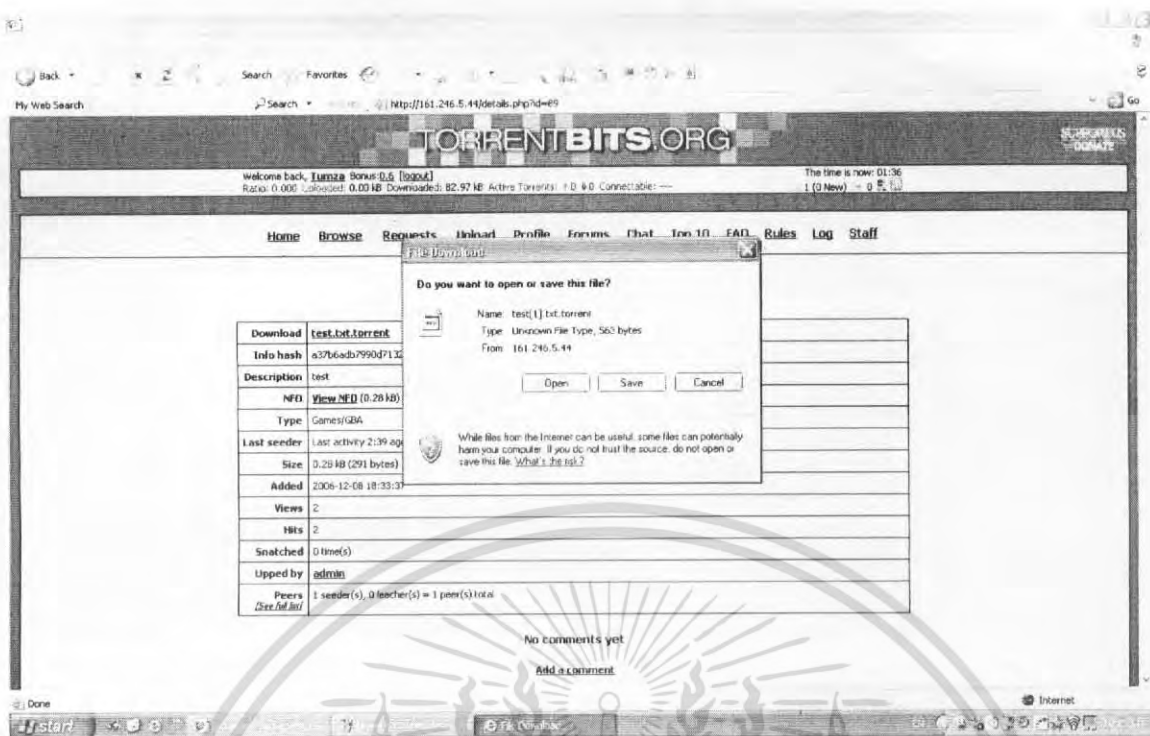 Back Search Favorites
My Web Search Search http://161.246.5.44/details.php?id=69 Go
TORRENTBITS.ORG
DONATE
Welcome back, Tumza Bonus:0.6 [logout] The time is now: 01:36
Ratio: 0.000 Uploaded: 0.00 kB Downloaded: 82.97 kB Active Torrents: Connectable: --- 1 (0 New) 0
Home Browse Requests Upload Profile Forums Chat Top 10 FAQ Rules Log Staff
File Download
Do you want to open or save this file?
Name: test[1].txt.torrent
Type: Unknown File Type, 563 bytes
From: 161.246.5.44
Open Save Cancel
While files from the Internet can be useful, some files can potentially
harm your computer. If you do not trust the source, do not open or
save this file. What's the risk?
Download test.txt.torrent
Info hash a37b6adb7990d7132
Description test
NFO View NFO (0.28 kB)
Type Games/GBA
Last seeder Last activity 2:39 ago
Size 0.28 kB (291 bytes)
Added 2006-12-08 18:33:37
Views 2
Hits 2
Snatched 0 time(s)
Upped by admin
Peers 1 seeder(s), 0 leecher(s) = 1 peer(s) total
[See full list]
No comments yet
Add a comment
Done Internet
start File Download